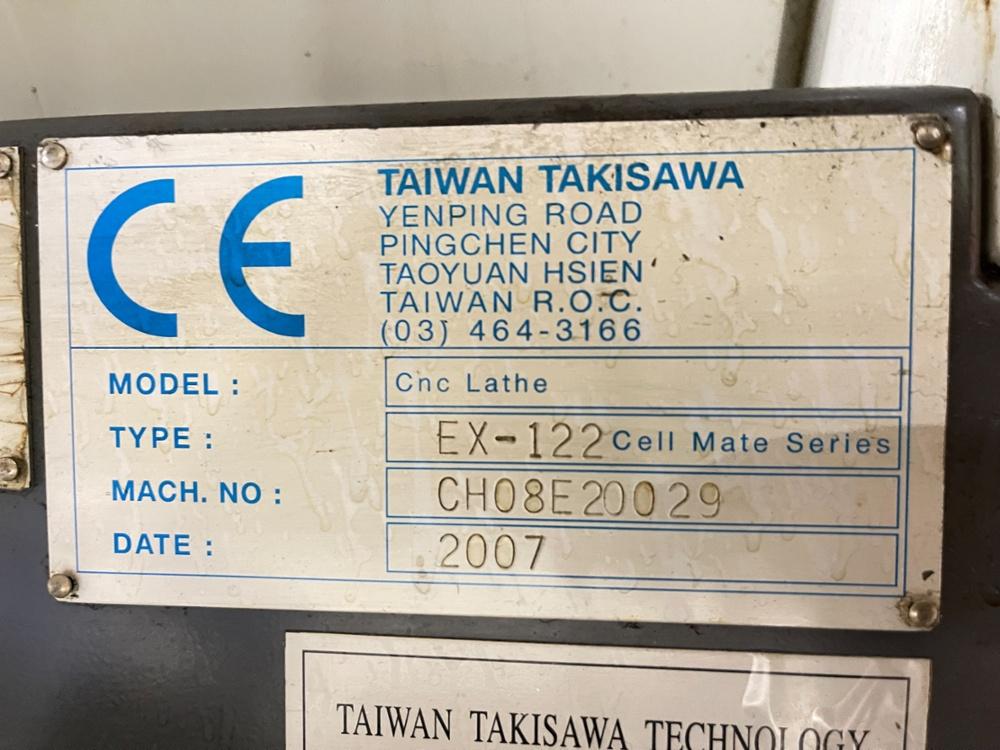 CE
TAIWAN TAKISAWA
YENPING ROAD
PINGCHEN CITY
TAOYUAN HSIEN
TAIWAN R.O.C.
(03) 464-3166
MODEL : Cnc Lathe
TYPE : EX-122 Cell Mate Series
MACH. NO : CH08E20029
DATE : 2007
TAIWAN TAKISAWA TECHNOLOGY